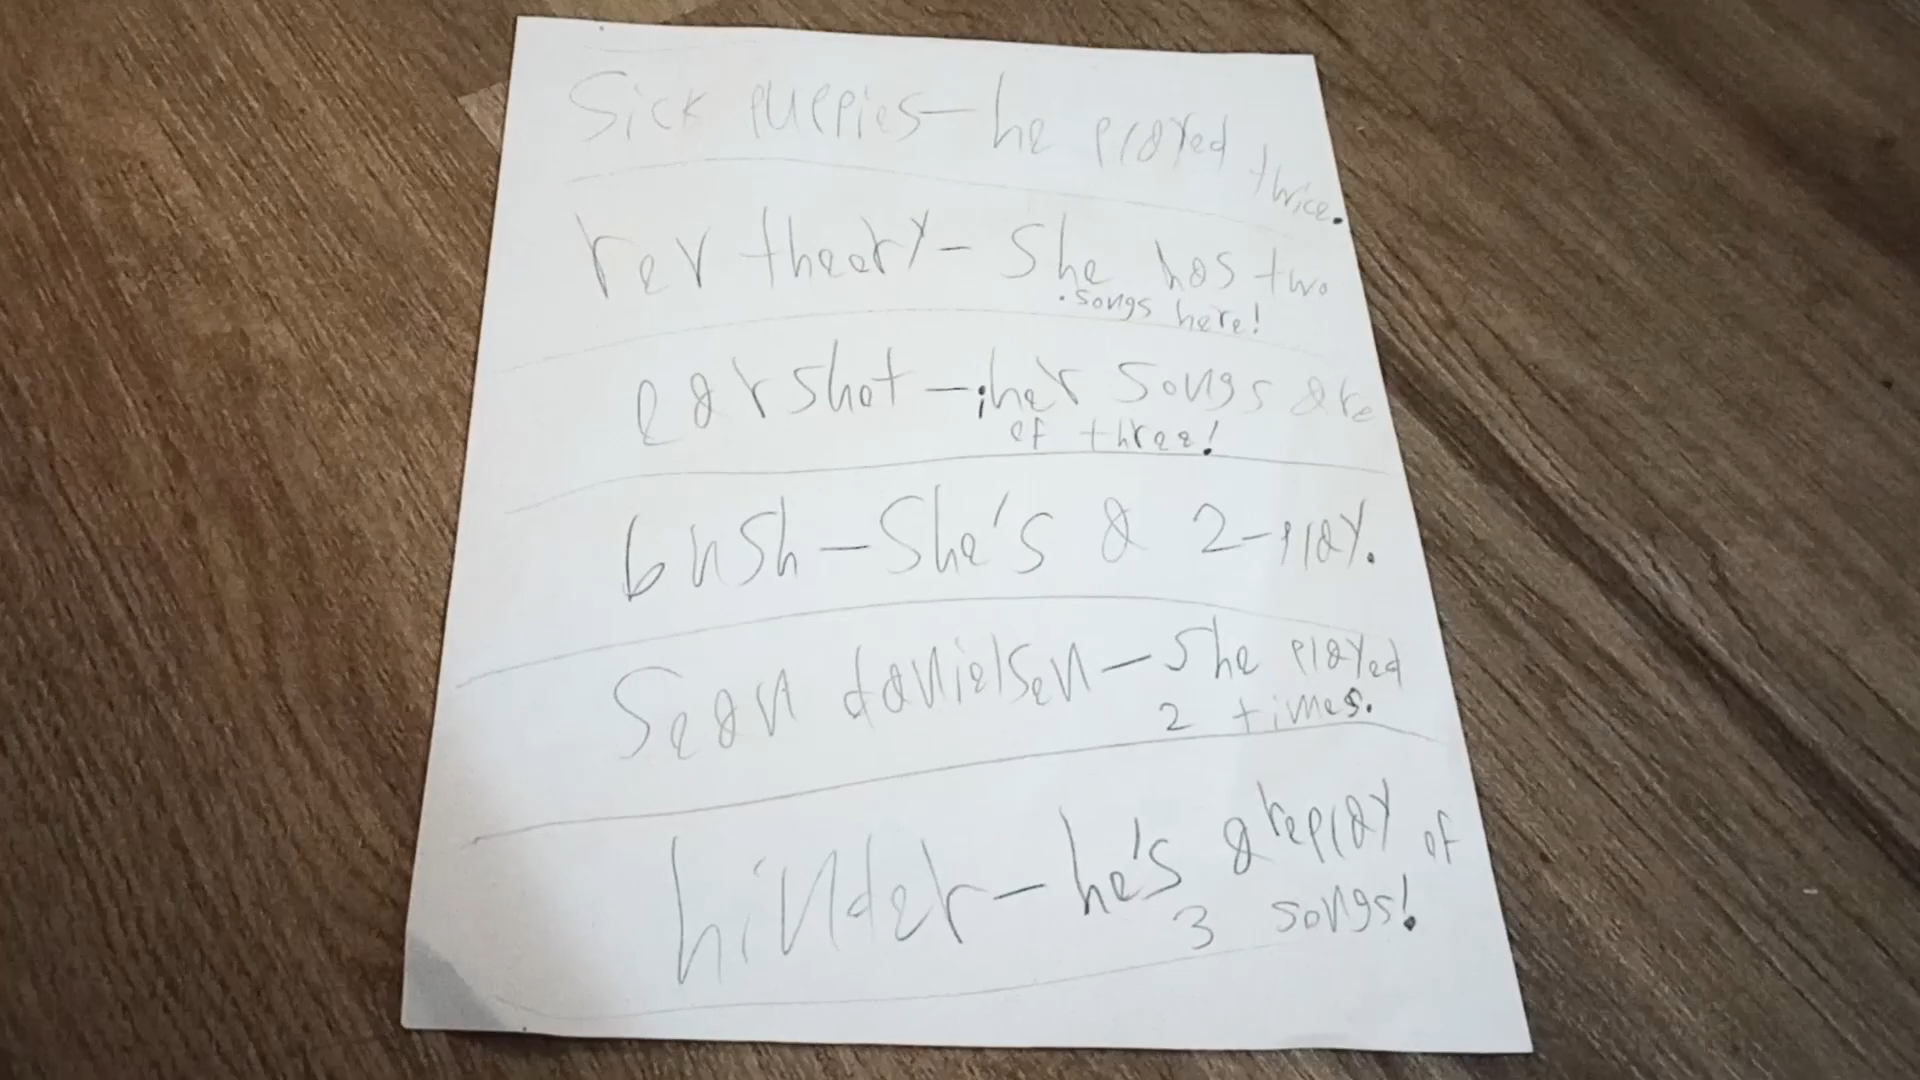 Sick puppies - he played twice.
rev theory - She has two
songs here!
earshot - her songs are
of three!
bush - She's a 2-play.
Sean danielsen - She played
2 times.
hinder - he's a replay of
3 songs!